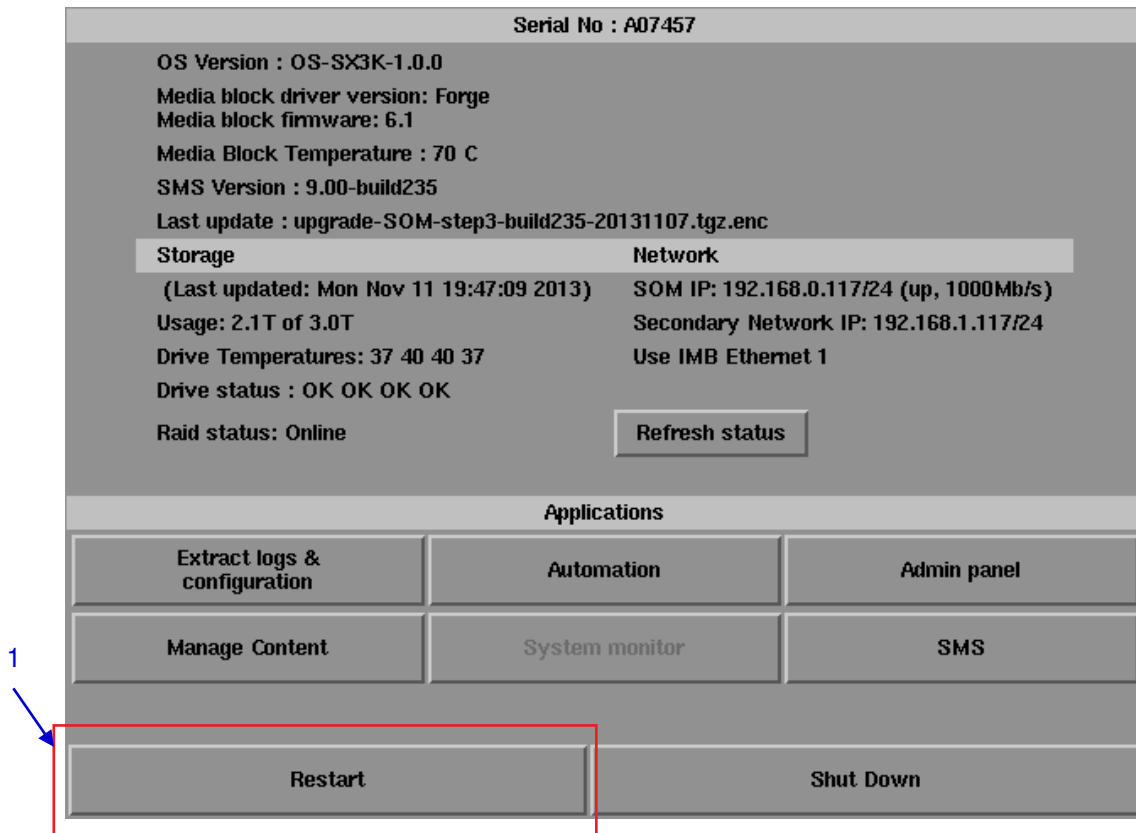 Serial No : A07457
OS Version : OS-SX3K-1.0.0
Media block driver version: Forge
Media block firmware: 6.1
Media Block Temperature : 70 C
SMS Version : 9.00-build235
Last update : upgrade-SOM-step3-build235-20131107.tgz.enc
Storage
Network
(Last updated: Mon Nov 11 19:47:09 2013)
SOM IP: 192.168.0.117/24 (up, 1000Mb/s)
Usage: 2.1T of 3.0T
Secondary Network IP: 192.168.1.117/24
Drive Temperatures: 37 40 40 37
Use IMB Ethernet 1
Drive status : OK OK OK OK
Raid status: Online
Refresh status
Applications
Extract logs &
configuration
Automation
Admin panel
Manage Content
System monitor
SMS
1
Restart
Shut Down